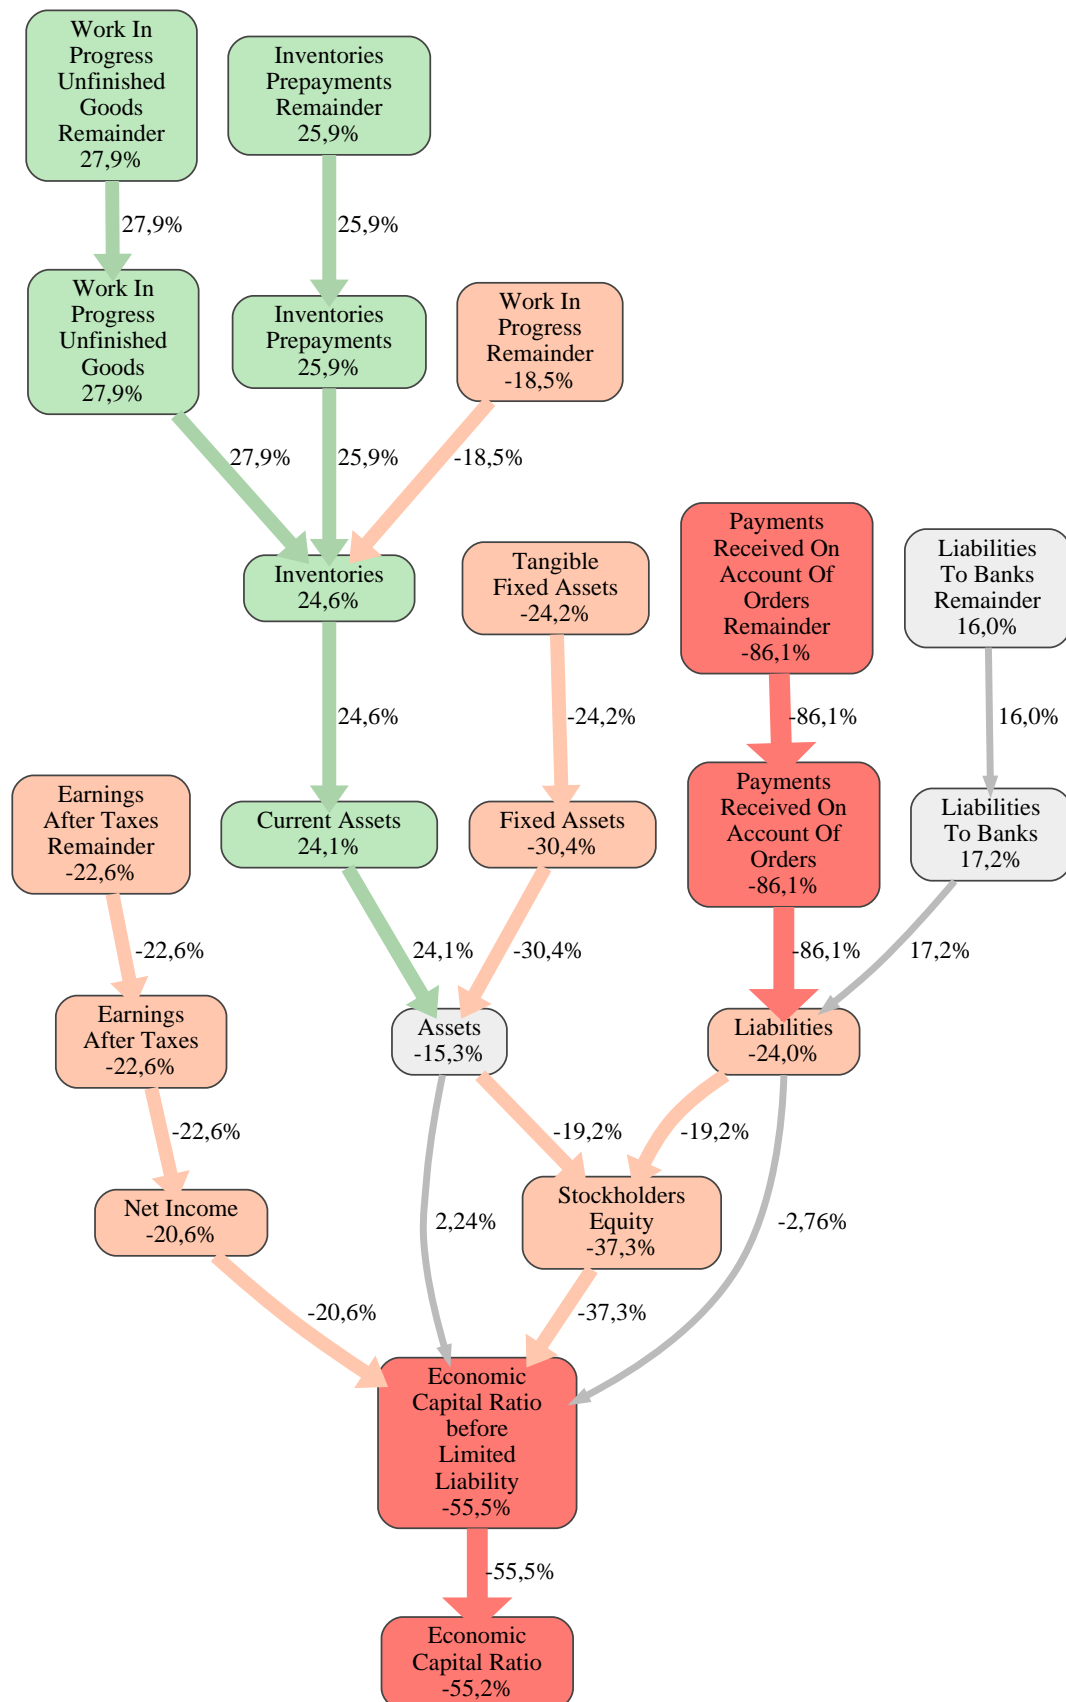 Work In
Progress
Unfinished
Goods
Remainder
27,9%
Inventories
Prepayments
Remainder
25,9%
27,9%
25,9%
Work In
Progress
Unfinished
Goods
27,9%
Inventories
Prepayments
25,9%
Work In
Progress
Remainder
-18,5%
27,9%
25,9%
-18,5%
Inventories
24,6%
Tangible
Fixed Assets
-24,2%
Payments
Received On
Account Of
Orders
Remainder
-86,1%
Liabilities
To Banks
Remainder
16,0%
24,6%
-24,2%
-86,1%
16,0%
Earnings
After Taxes
Remainder
-22,6%
Current Assets
24,1%
Fixed Assets
-30,4%
Payments
Received On
Account Of
Orders
-86,1%
Liabilities
To Banks
17,2%
-22,6%
24,1%
-30,4%
-86,1%
17,2%
Earnings
After Taxes
-22,6%
Assets
-15,3%
Liabilities
-24,0%
-22,6%
-19,2%
-19,2%
Net Income
-20,6%
2,24%
Stockholders
Equity
-37,3%
-2,76%
-20,6%
-37,3%
Economic
Capital Ratio
before
Limited
Liability
-55,5%
-55,5%
Economic
Capital Ratio
-55,2%